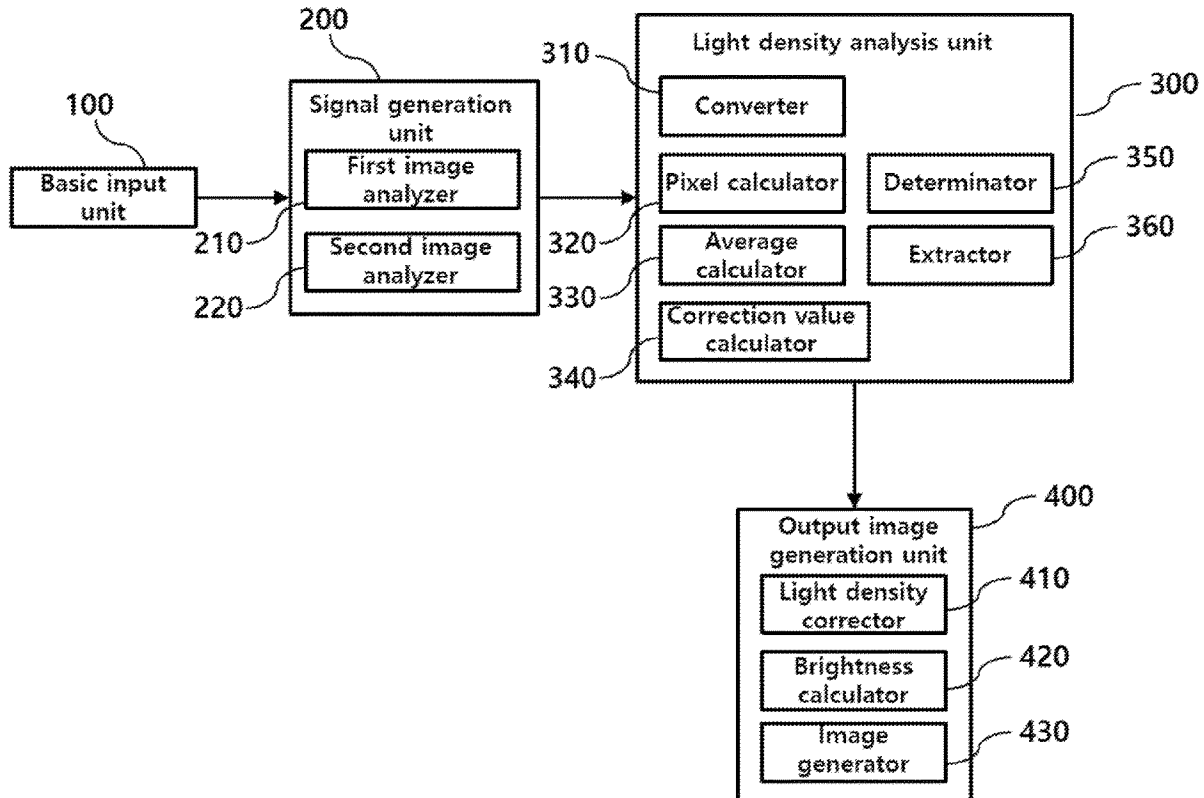 100
Basic input
unit
200
Signal generation
unit
First image
analyzer
210
Second image
analyzer
220
Light density analysis unit
300
310
Converter
Pixel calculator
320
Determinator
350
Average
calculator
330
Extractor
360
Correction value
calculator
340
Output image
generation unit
400
Light density
corrector
410
Brightness
calculator
420
Image
generator
430